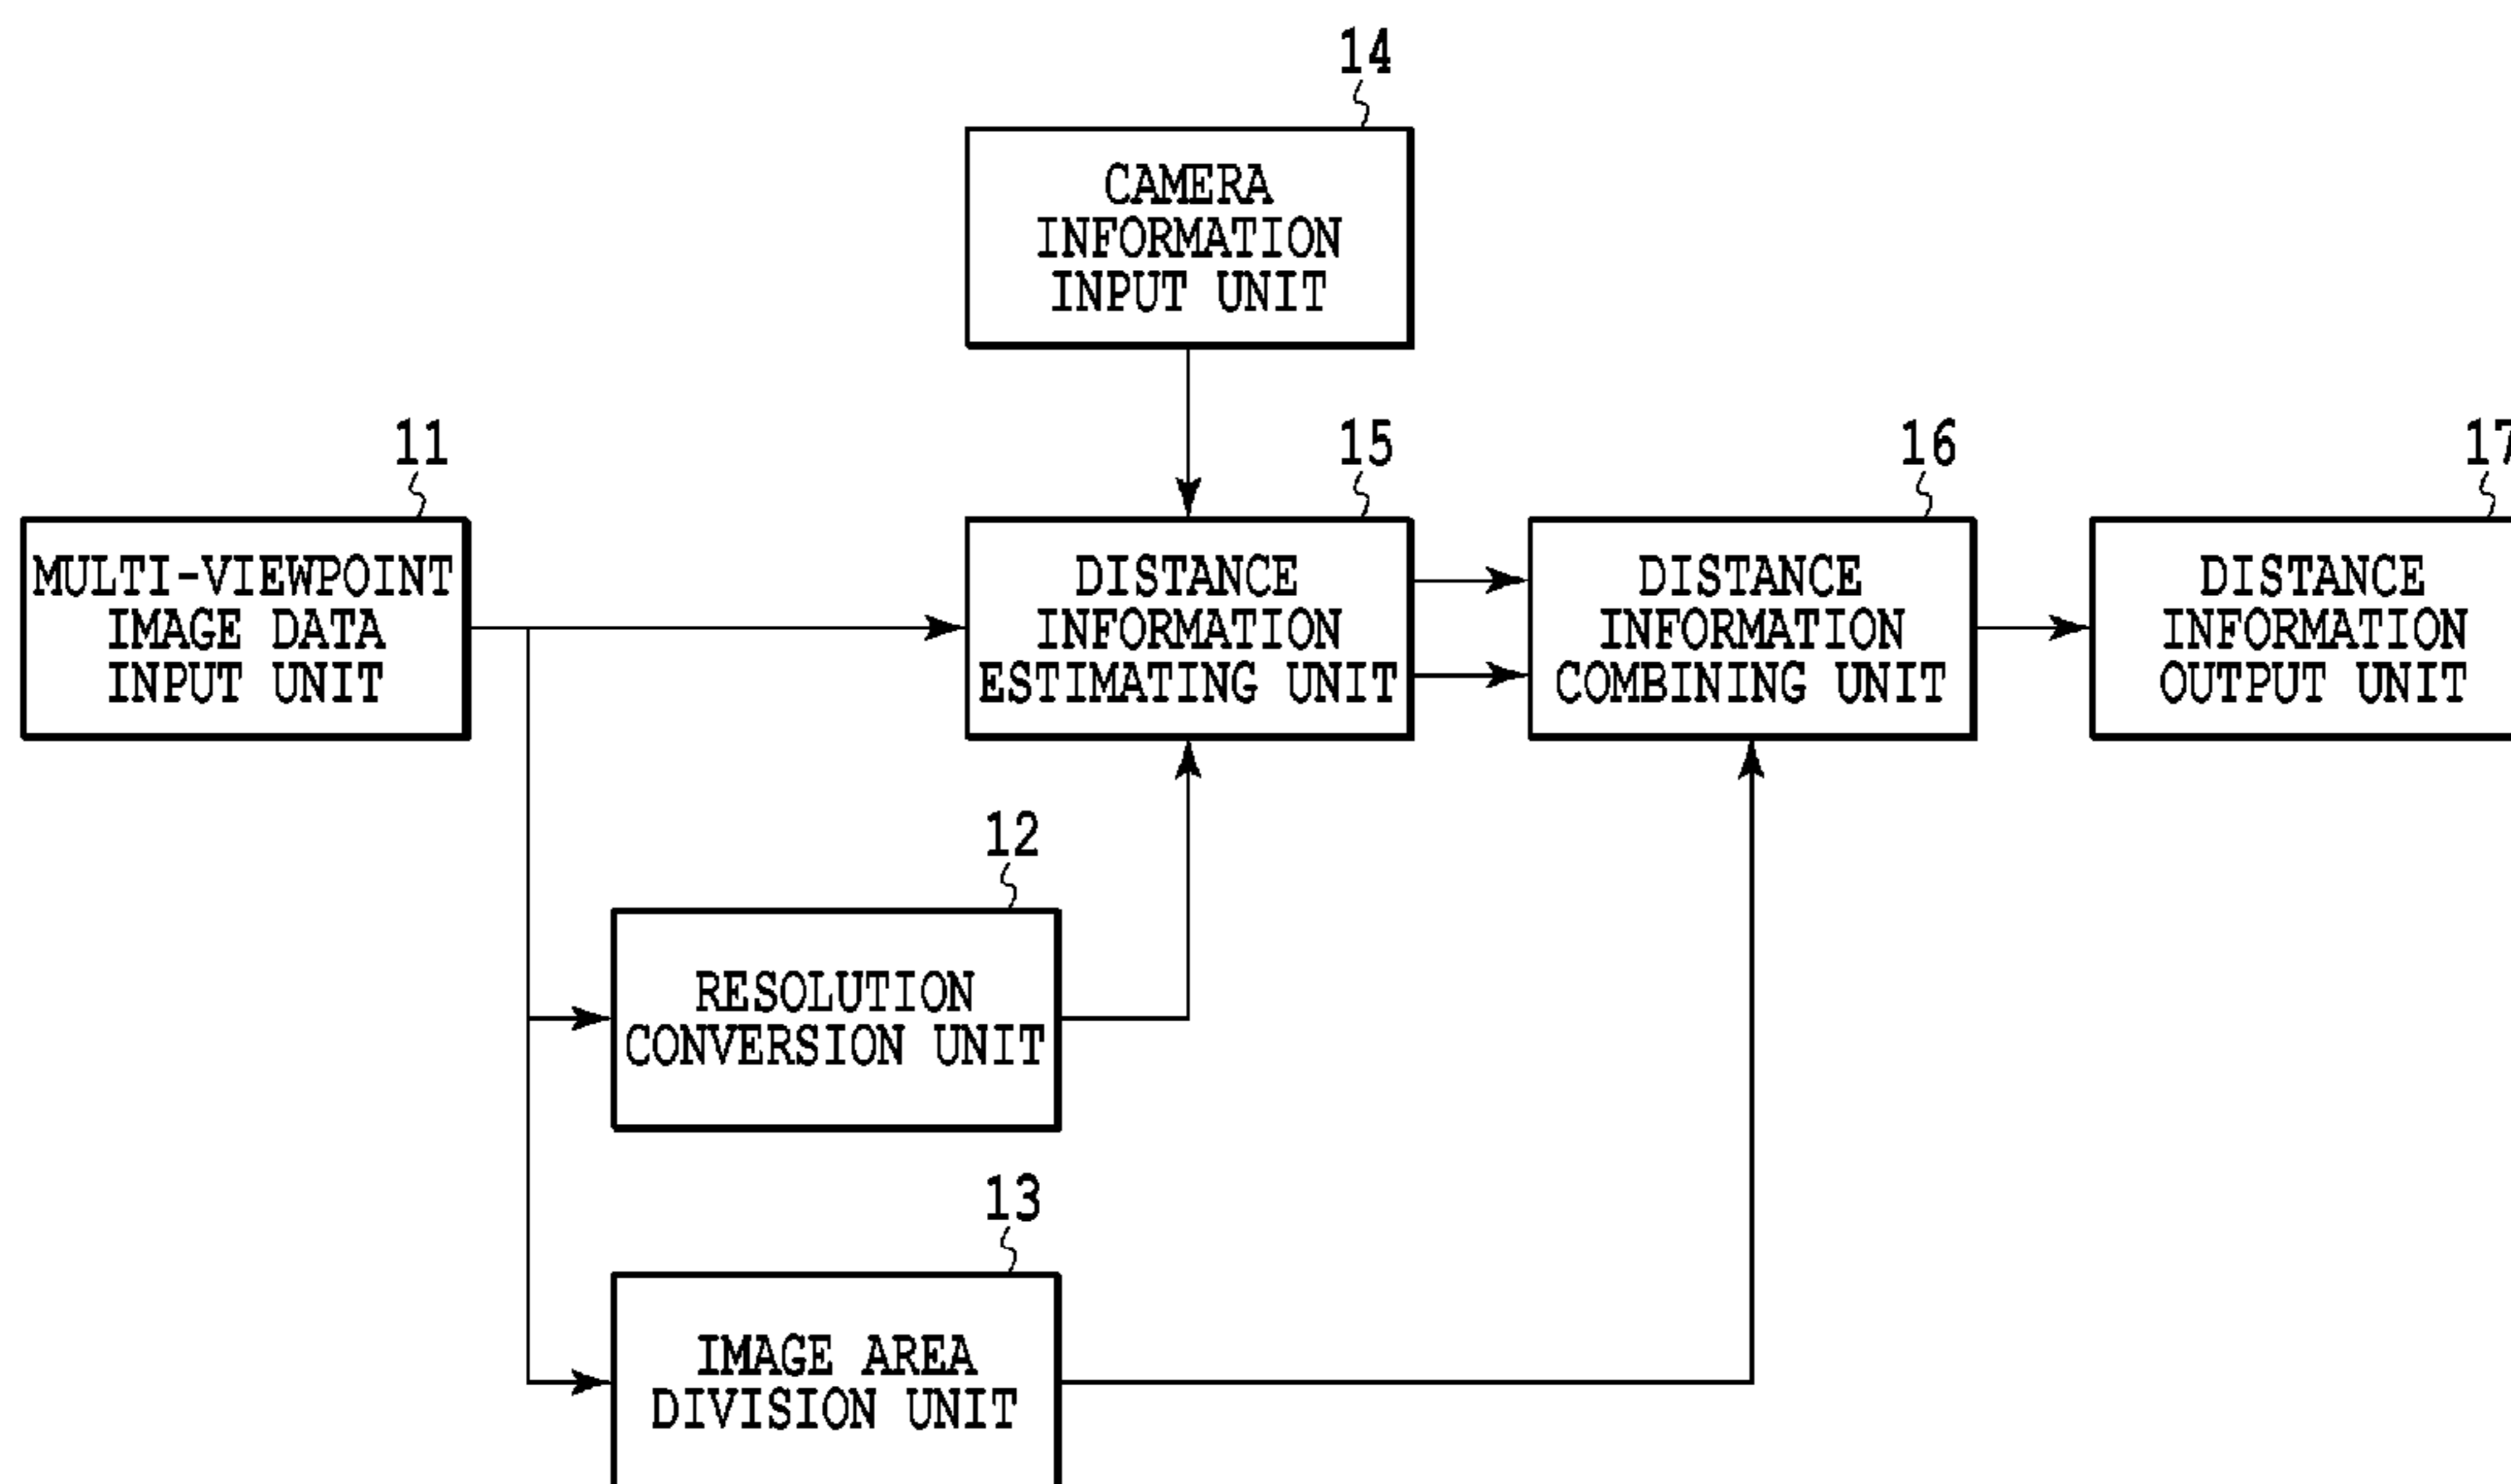 14
CAMERA
INFORMATION
INPUT UNIT
11
MULTI-VIEWPOINT
IMAGE DATA
INPUT UNIT
15
DISTANCE
INFORMATION
ESTIMATING UNIT
16
DISTANCE
INFORMATION
COMBINING UNIT
17
DISTANCE
INFORMATION
OUTPUT UNIT
12
RESOLUTION
CONVERSION UNIT
13
IMAGE AREA
DIVISION UNIT